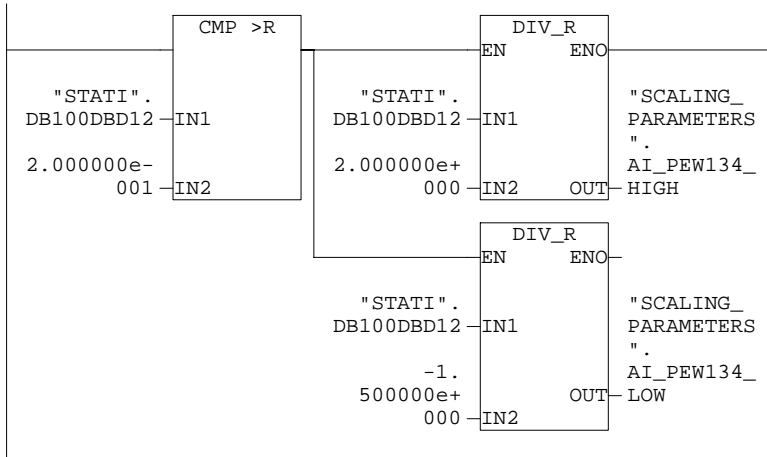 CMP >R
DIV_R
EN ENO
"STATI".
DB100DBD12 IN1
2.000000e-
001 IN2
"STATI".
DB100DBD12 IN1
2.000000e+
000 IN2 OUT
"SCALING_
PARAMETERS
".
AI_PEW134_
HIGH
DIV_R
EN ENO
"STATI".
DB100DBD12 IN1
-1.
500000e+
000 IN2
OUT
"SCALING_
PARAMETERS
".
AI_PEW134_
LOW